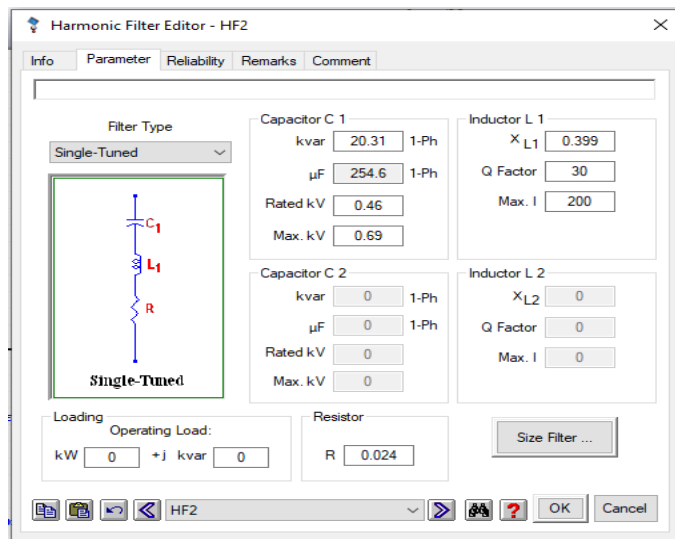 Harmonic Filter Editor - HF2
Info Parameter Reliability Remarks Comment
Filter Type
Single-Tuned
C1
L1
R
Single-Tuned
Capacitor C 1
kvar 20.31 1-Ph
µF 254.6 1-Ph
Rated kV 0.46
Max. kV 0.69
Inductor L 1
XL1 0.399
Q Factor 30
Max. I 200
Capacitor C 2
kvar 0 1-Ph
µF 0 1-Ph
Rated kV 0
Max. kV 0
Inductor L 2
XL2 0
Q Factor 0
Max. I 0
Loading
Operating Load:
kW 0 +j kvar 0
Resistor
R 0.024
Size Filter ...
HF2 ? OK Cancel